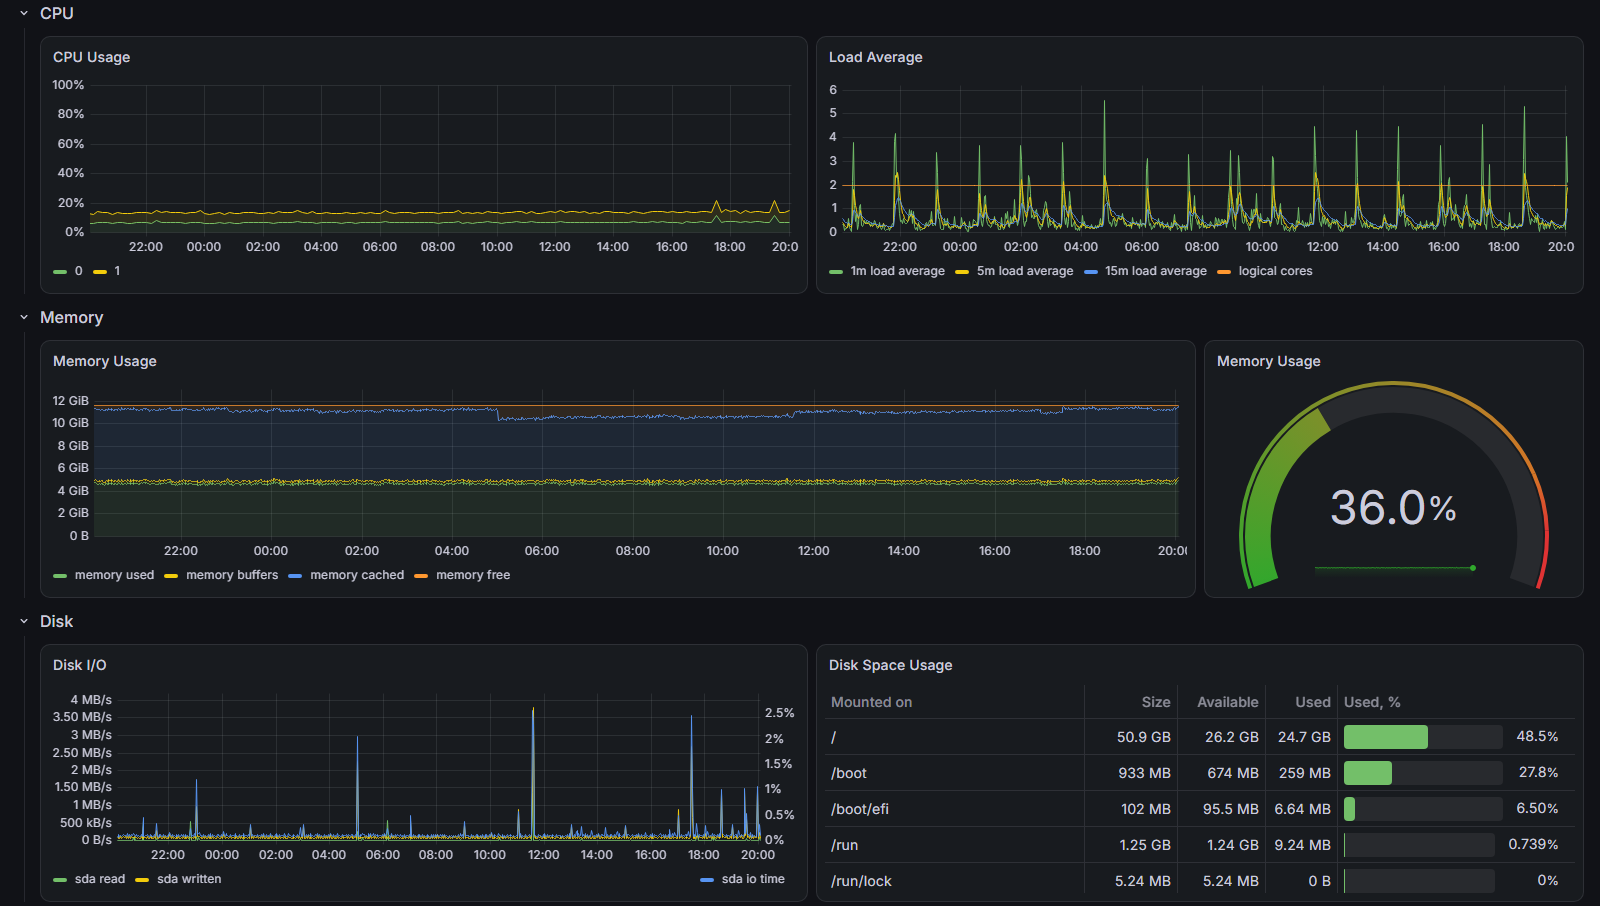 CPU
CPU Usage
100%
80%
60%
40%
20%
0%
22:00 00:00 02:00 04:00 06:00 08:00 10:00 12:00 14:00 16:00 18:00 20:0
0 1
Load Average
6
5
4
3
2
1
0
22:00 00:00 02:00 04:00 06:00 08:00 10:00 12:00 14:00 16:00 18:00 20:0
1m load average 5m load average 15m load average logical cores
Memory
Memory Usage
12 GiB
10 GiB
8 GiB
6 GiB
4 GiB
2 GiB
0 B
22:00 00:00 02:00 04:00 06:00 08:00 10:00 12:00 14:00 16:00 18:00 20:00
memory used memory buffers memory cached memory free
Memory Usage
36.0%
Disk
Disk I/O
4 MB/s
3.50 MB/s
3 MB/s
2.50 MB/s
2 MB/s
1.50 MB/s
1 MB/s
500 kB/s
0 B/s
2.5%
2%
1.5%
1%
0.5%
0%
22:00 00:00 02:00 04:00 06:00 08:00 10:00 12:00 14:00 16:00 18:00 20:00
sda read sda written sda io time
Disk Space Usage
Mounted on Size Available Used Used, %
/ 50.9 GB 26.2 GB 24.7 GB 48.5%
/boot 933 MB 674 MB 259 MB 27.8%
/boot/efi 102 MB 95.5 MB 6.64 MB 6.50%
/run 1.25 GB 1.24 GB 9.24 MB 0.739%
/run/lock 5.24 MB 5.24 MB 0 B 0%